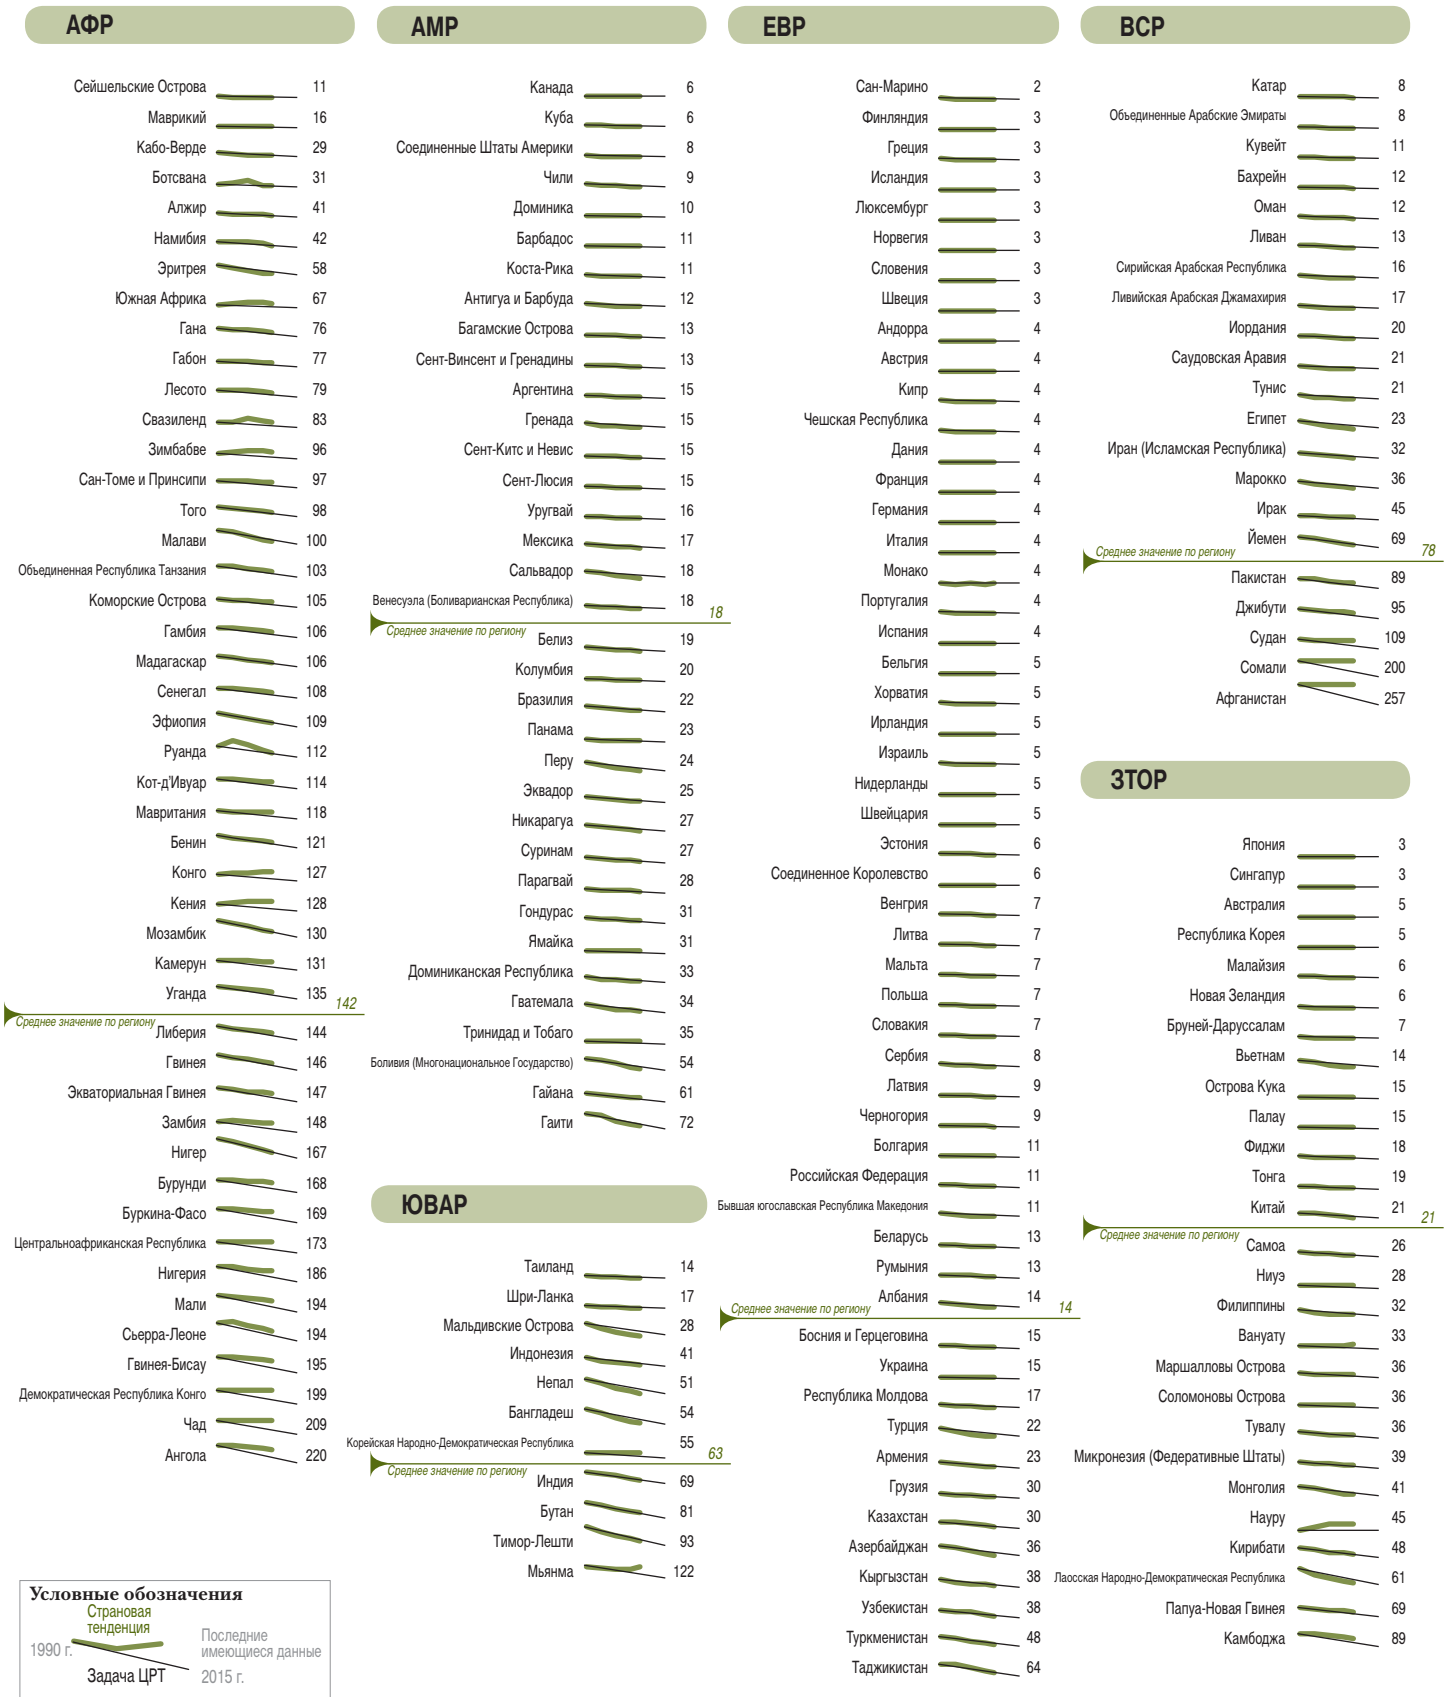 АФР
Сейшельские Острова 11
Маврикий 16
Кабо-Верде 29
Ботсвана 31
Алжир 41
Намибия 42
Эритрея 58
Южная Африка 67
Гана 76
Габон 77
Лесото 79
Свазиленд 83
Зимбабве 96
Сан-Томе и Принсипи 97
Того 98
Малави 100
Объединенная Республика Танзания 103
Коморские Острова 105
Гамбия 106
Мадагаскар 106
Сенегал 108
Эфиопия 109
Руанда 112
Кот-д'Ивуар 114
Мавритания 118
Бенин 121
Конго 127
Кения 128
Мозамбик 130
Камерун 131
Уганда 135
142
Среднее значение по региону
Либерия 144
Гвинея 146
Экваториальная Гвинея 147
Замбия 148
Нигер 167
Бурунди 168
Буркина-Фасо 169
Центральноафриканская Республика 173
Нигерия 186
Мали 194
Сьерра-Леоне 194
Гвинея-Бисау 195
Демократическая Республика Конго 199
Чад 209
Ангола 220
Условные обозначения
Страновая
тенденция
1990 г.
Последние
имеющиеся данные
Задача ЦРТ
2015 г.
АМР
Канада 6
Куба 6
Соединенные Штаты Америки 8
Чили 9
Доминика 10
Барбадос 11
Коста-Рика 11
Антигуа и Барбуда 12
Багамские Острова 13
Сент-Винсент и Гренадины 13
Аргентина 15
Гренада 15
Сент-Китс и Невис 15
Сент-Люсия 15
Уругвай 16
Мексика 17
Сальвадор 18
Венесуэла (Боливарианская Республика) 18
18
Среднее значение по региону
Белиз 19
Колумбия 20
Бразилия 22
Панама 23
Перу 24
Эквадор 25
Никарагуа 27
Суринам 27
Парагвай 28
Гондурас 31
Ямайка 31
Доминиканская Республика 33
Гватемала 34
Тринидад и Тобаго 35
Боливия (Многонациональное Государство) 54
Гайана 61
Гаити 72
ЮВАР
Таиланд 14
Шри-Ланка 17
Мальдивские Острова 28
Индонезия 41
Непал 51
Бангладеш 54
Корейская Народно-Демократическая Республика 55
63
Среднее значение по региону
Индия 69
Бутан 81
Тимор-Лешти 93
Мьянма 122
ЕВР
Сан-Марино 2
Финляндия 3
Греция 3
Исландия 3
Люксембург 3
Норвегия 3
Словения 3
Швеция 3
Андорра 4
Австрия 4
Кипр 4
Чешская Республика 4
Дания 4
Франция 4
Германия 4
Италия 4
Монако 4
Португалия 4
Испания 4
Бельгия 5
Хорватия 5
Ирландия 5
Израиль 5
Нидерланды 5
Швейцария 5
Эстония 6
Соединенное Королевство 6
Венгрия 7
Литва 7
Мальта 7
Польша 7
Словакия 7
Сербия 8
Латвия 9
Черногория 9
Болгария 11
Российская Федерация 11
Бывшая югославская Республика Македония 11
Беларусь 13
Румыния 13
Албания 14
Среднее значение по региону 14
Босния и Герцеговина 15
Украина 15
Республика Молдова 17
Турция 22
Армения 23
Грузия 30
Казахстан 30
Азербайджан 36
Кыргызстан 38
Узбекистан 38
Туркменистан 48
Таджикистан 64
ВСР
Катар 8
Объединенные Арабские Эмираты 8
Кувейт 11
Бахрейн 12
Оман 12
Ливан 13
Сирийская Арабская Республика 16
Ливийская Арабская Джамахирия 17
Иордания 20
Саудовская Аравия 21
Тунис 21
Египет 23
Иран (Исламская Республика) 32
Марокко 36
Ирак 45
Йемен 69
Среднее значение по региону 78
Пакистан 89
Джибути 95
Судан 109
Сомали 200
Афганистан 257
ЗТОР
Япония 3
Сингапур 3
Австралия 5
Республика Корея 5
Малайзия 6
Новая Зеландия 6
Бруней-Даруссалам 7
Вьетнам 14
Острова Кука 15
Палау 15
Фиджи 18
Тонга 19
Китай 21
21
Среднее значение по региону
Самоа 26
Ниуэ 28
Филиппины 32
Вануату 33
Маршалловы Острова 36
Соломоновы Острова 36
Тувалу 36
Микронезия (Федеративные Штаты) 39
Монголия 41
Науру 45
Кирибати 48
Лаосская Народно-Демократическая Республика 61
Папуа-Новая Гвинея 69
Камбоджа 89